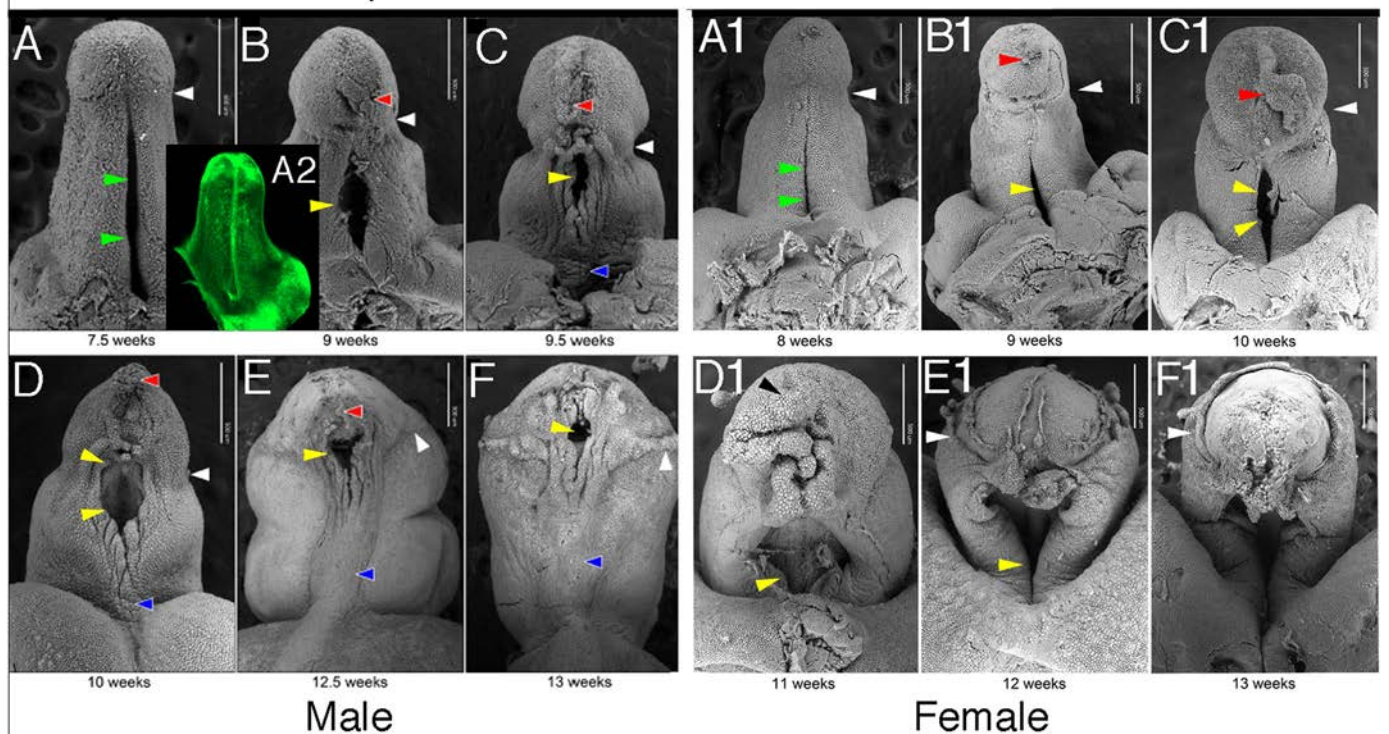 A B C A1 B1 C1
A2
7.5 weeks 9 weeks 9.5 weeks 8 weeks 9 weeks 10 weeks
D E F D1 E1 F1
10 weeks 12.5 weeks 13 weeks 11 weeks 12 weeks 13 weeks
Male Female